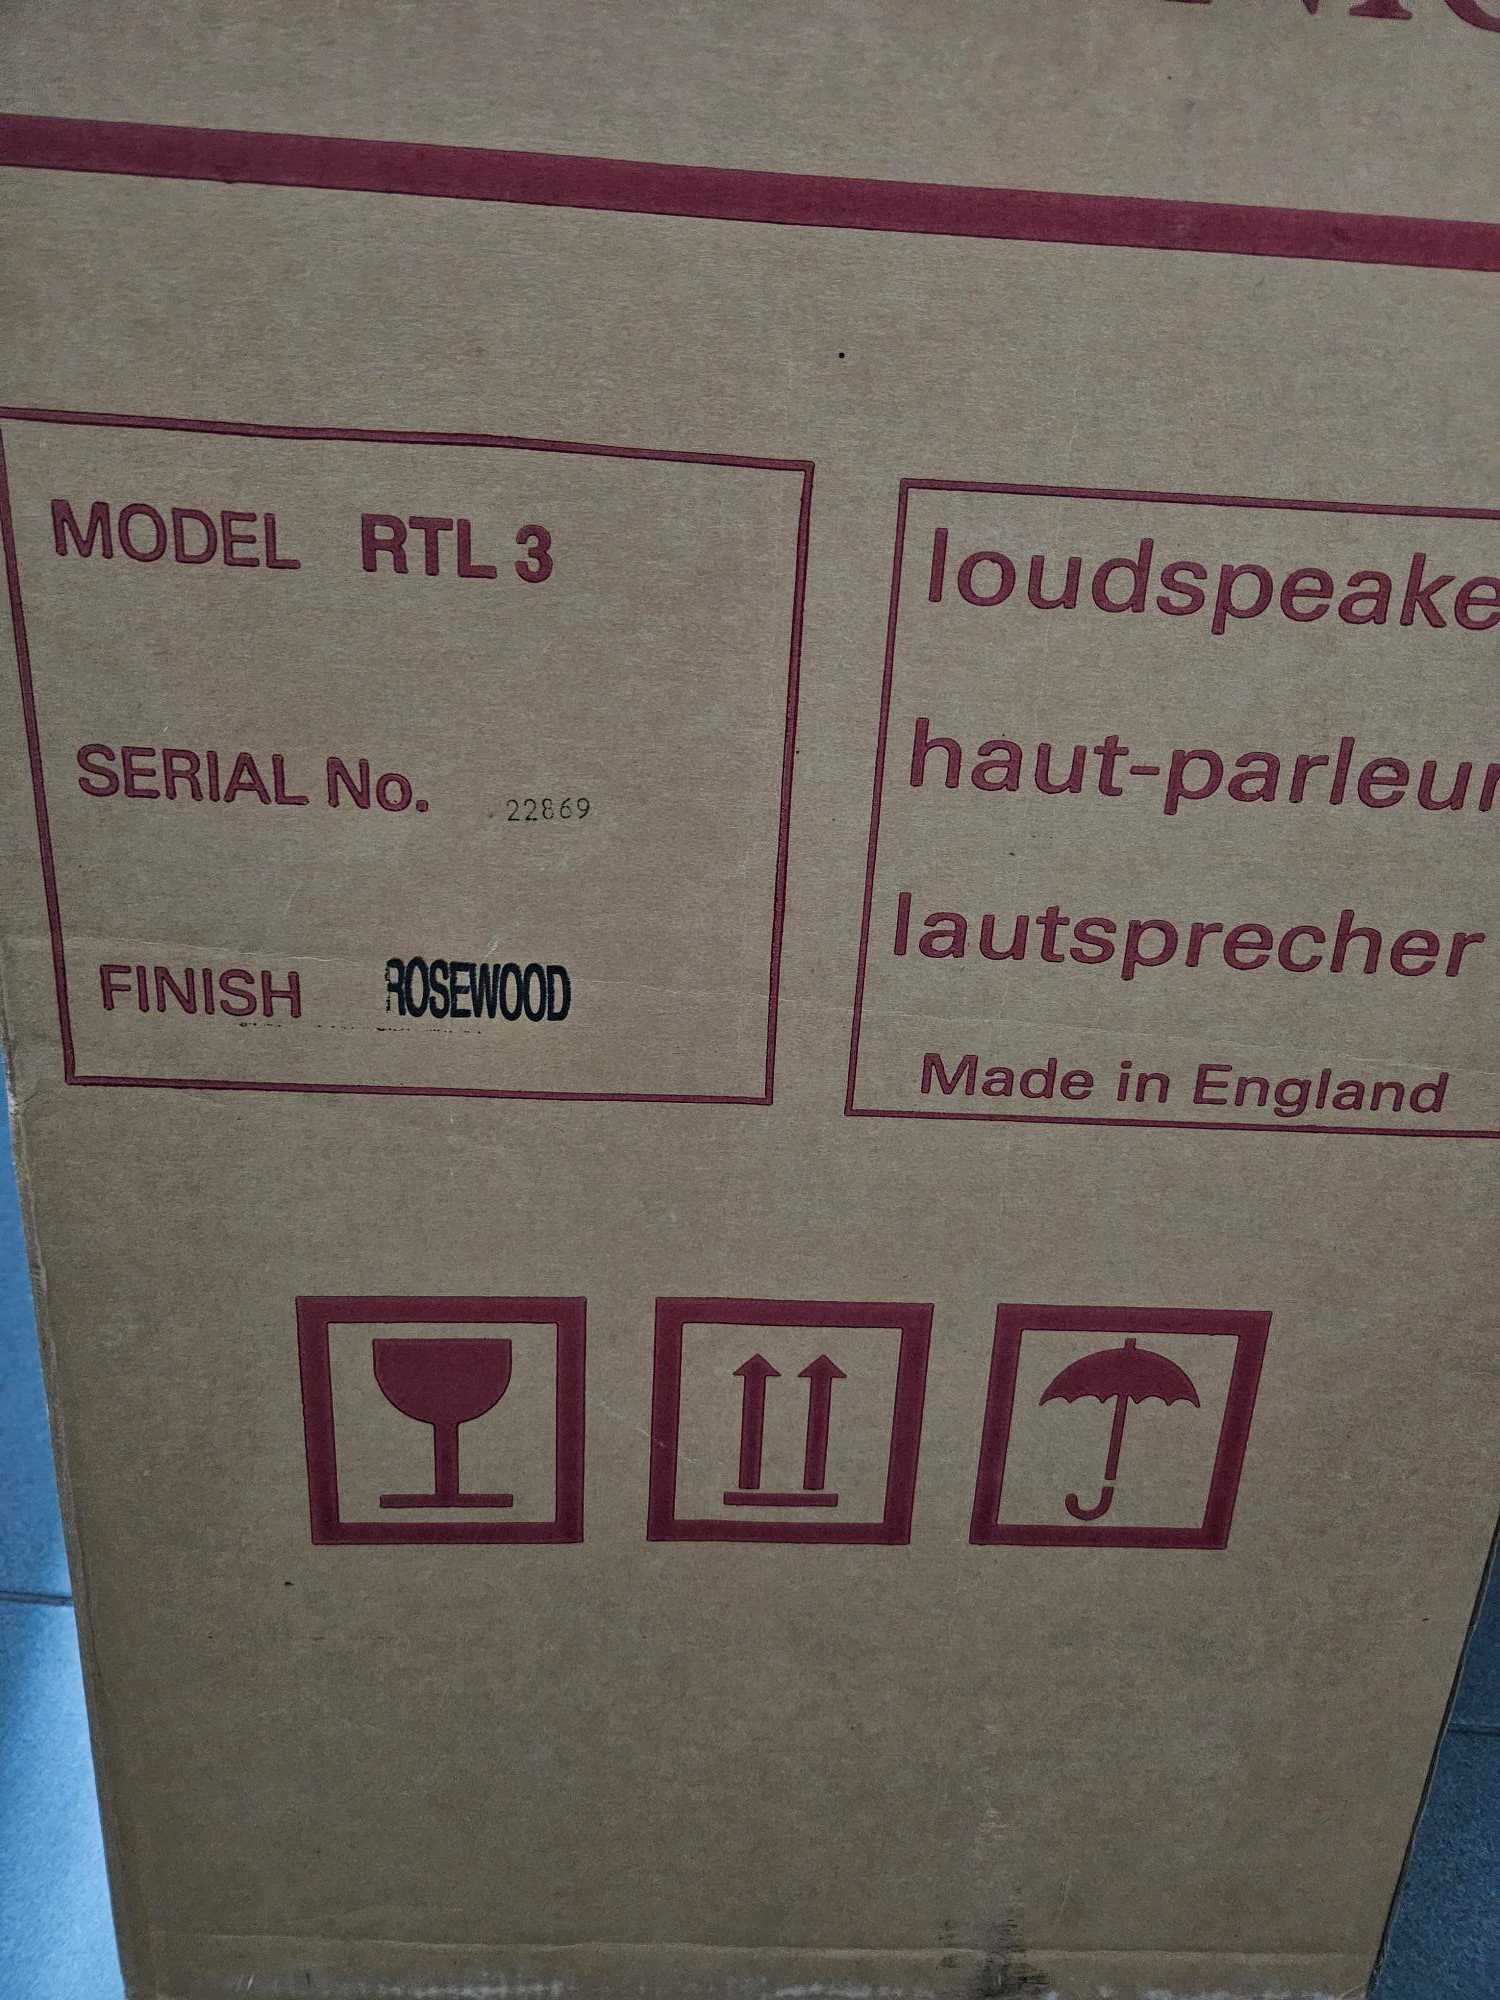 MODEL RTL 3
SERIAL No. 22869
FINISH ROSEWOOD
loudspeake
haut-parleur
lautsprecher
Made in England